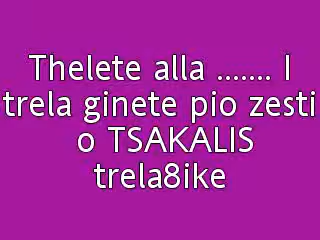 Thelete alla ....... I
trela ginete pio zesti
o TSAKALIS
trela8ike